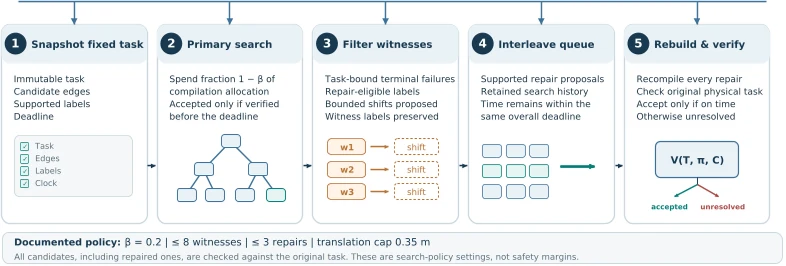 1 Snapshot fixed task
Immutable task
Candidate edges
Supported labels
Deadline
Task
Edges
Labels
Clock
2 Primary search
Spend fraction 1 − β of
compilation allocation
Accepted only if verified
before the deadline
3 Filter witnesses
Task-bound terminal failures
Repair-eligible labels
Bounded shifts proposed
Witness labels preserved
w1 shift
w2 shift
w3 shift
4 Interleave queue
Supported repair proposals
Retained search history
Time remains within the
same overall deadline
5 Rebuild & verify
Recompile every repair
Check original physical task
Accept only if on time
Otherwise unresolved
V(T, π, C)
accepted unresolved
Documented policy: β = 0.2 | ≤ 8 witnesses | ≤ 3 repairs | translation cap 0.35 m
All candidates, including repaired ones, are checked against the original task. These are search-policy settings, not safety margins.